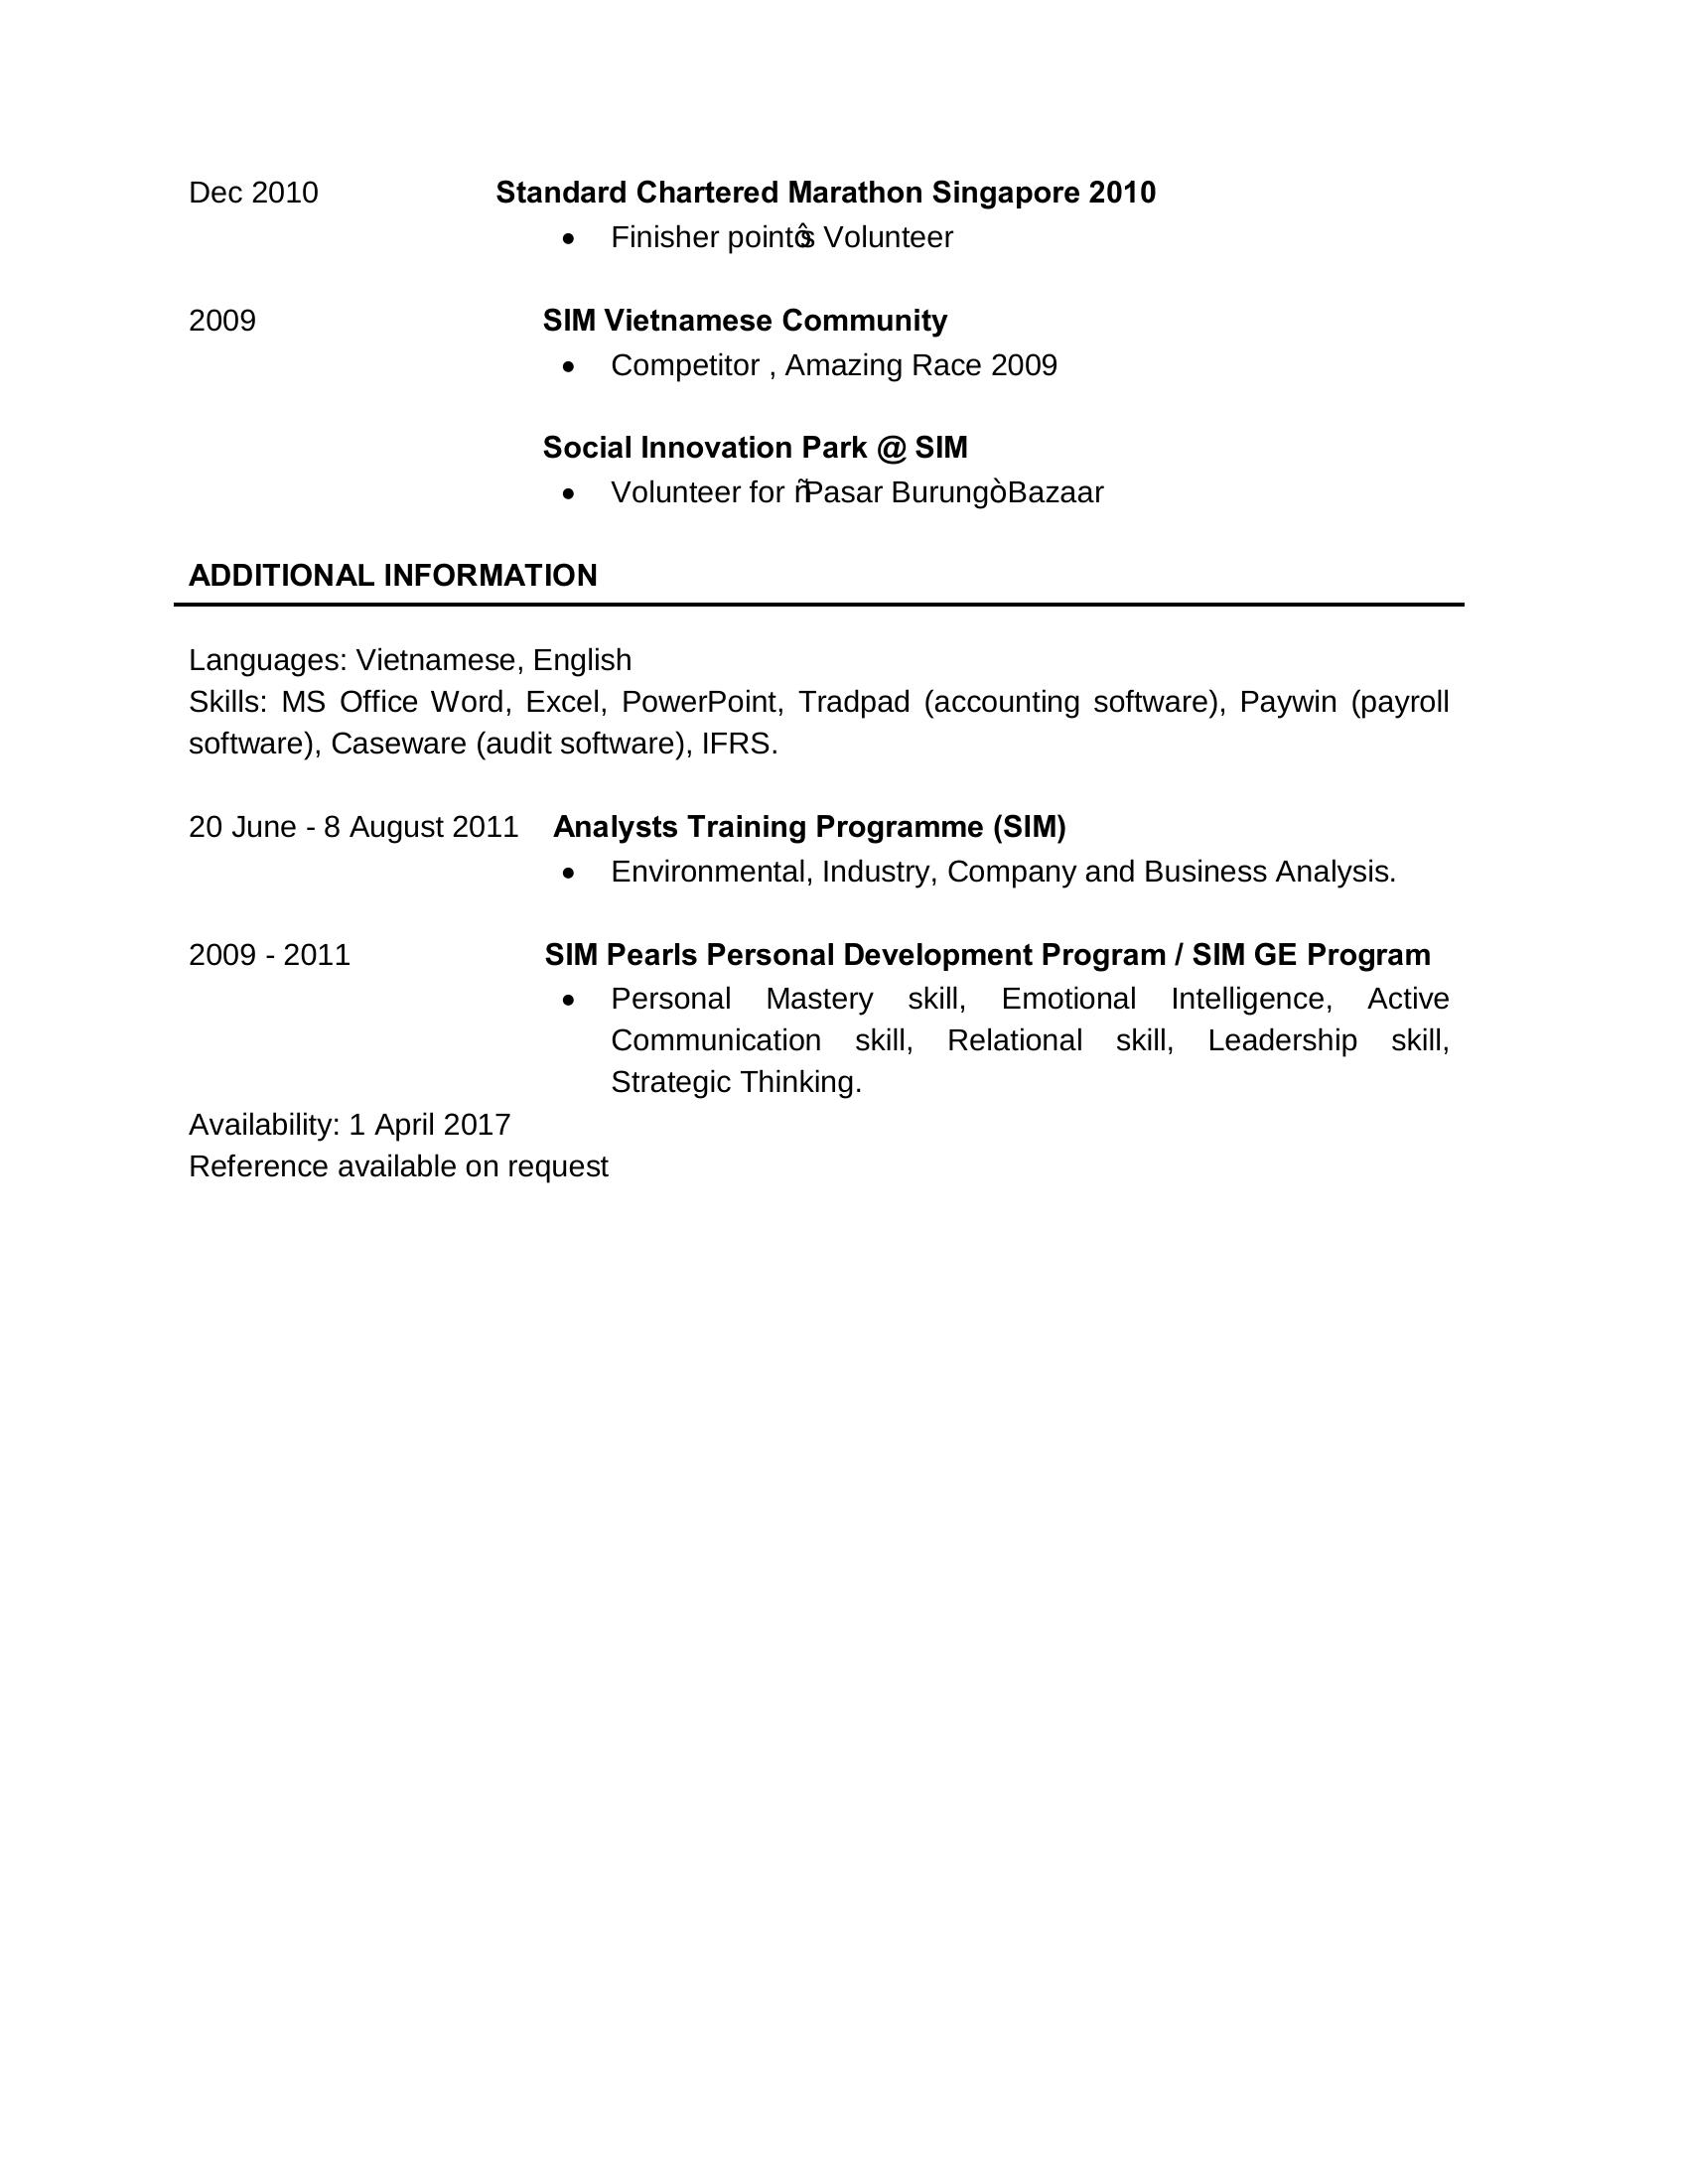 Dec 2010 Standard Chartered Marathon Singapore 2010
• Finisher pointôs Volunteer
2009 SIM Vietnamese Community
• Competitor , Amazing Race 2009
Social Innovation Park @ SIM
• Volunteer for ñPasar BurungòBazaar
ADDITIONAL INFORMATION
Languages: Vietnamese, English
Skills: MS Office Word, Excel, PowerPoint, Tradpad (accounting software), Paywin (payroll
software), Caseware (audit software), IFRS.
20 June - 8 August 2011 Analysts Training Programme (SIM)
• Environmental, Industry, Company and Business Analysis.
2009 - 2011 SIM Pearls Personal Development Program / SIM GE Program
• Personal Mastery skill, Emotional Intelligence, Active
Communication skill, Relational skill, Leadership skill,
Strategic Thinking.
Availability: 1 April 2017
Reference available on request